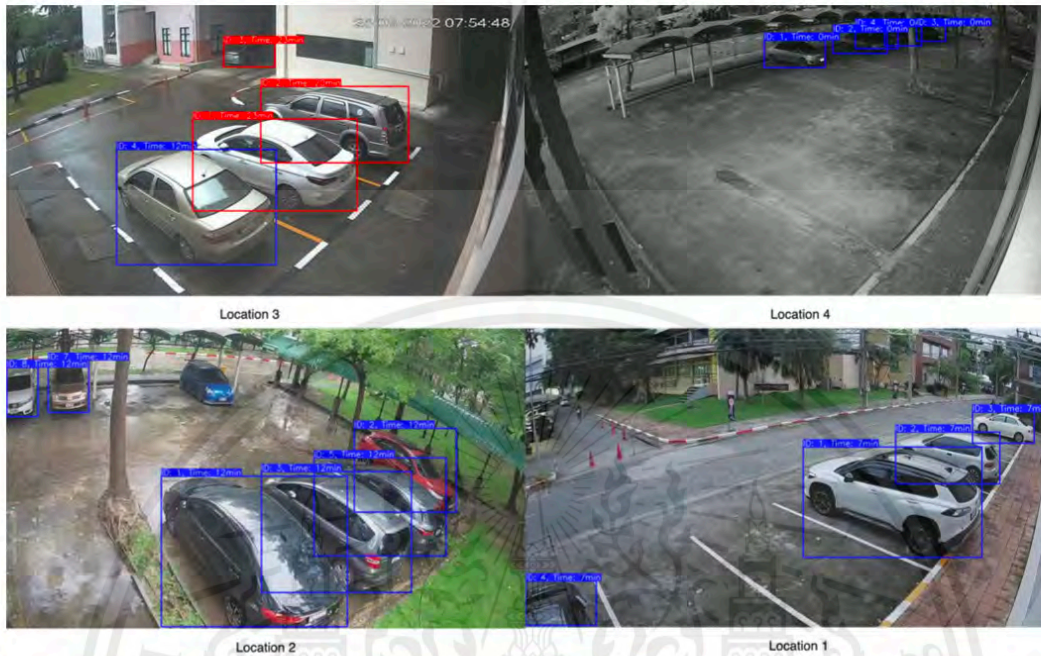 07:54:48
ID: 4, Time: 12min
ID: 1, Time: 0min
ID: 2, Time: 0min
ID: 3, Time: 0min
Location 3
Location 4
ID: 7, Time: 12min
ID: 8, Time: 12min
ID: 2, Time: 12min
ID: 5, Time: 12min
ID: 1, Time: 12min
ID: 3, Time: 12min
ID: 3, Time: 7m
ID: 2, Time: 7min
ID: 1, Time: 7min
ID: 4, Time: 7min
Location 2
Location 1